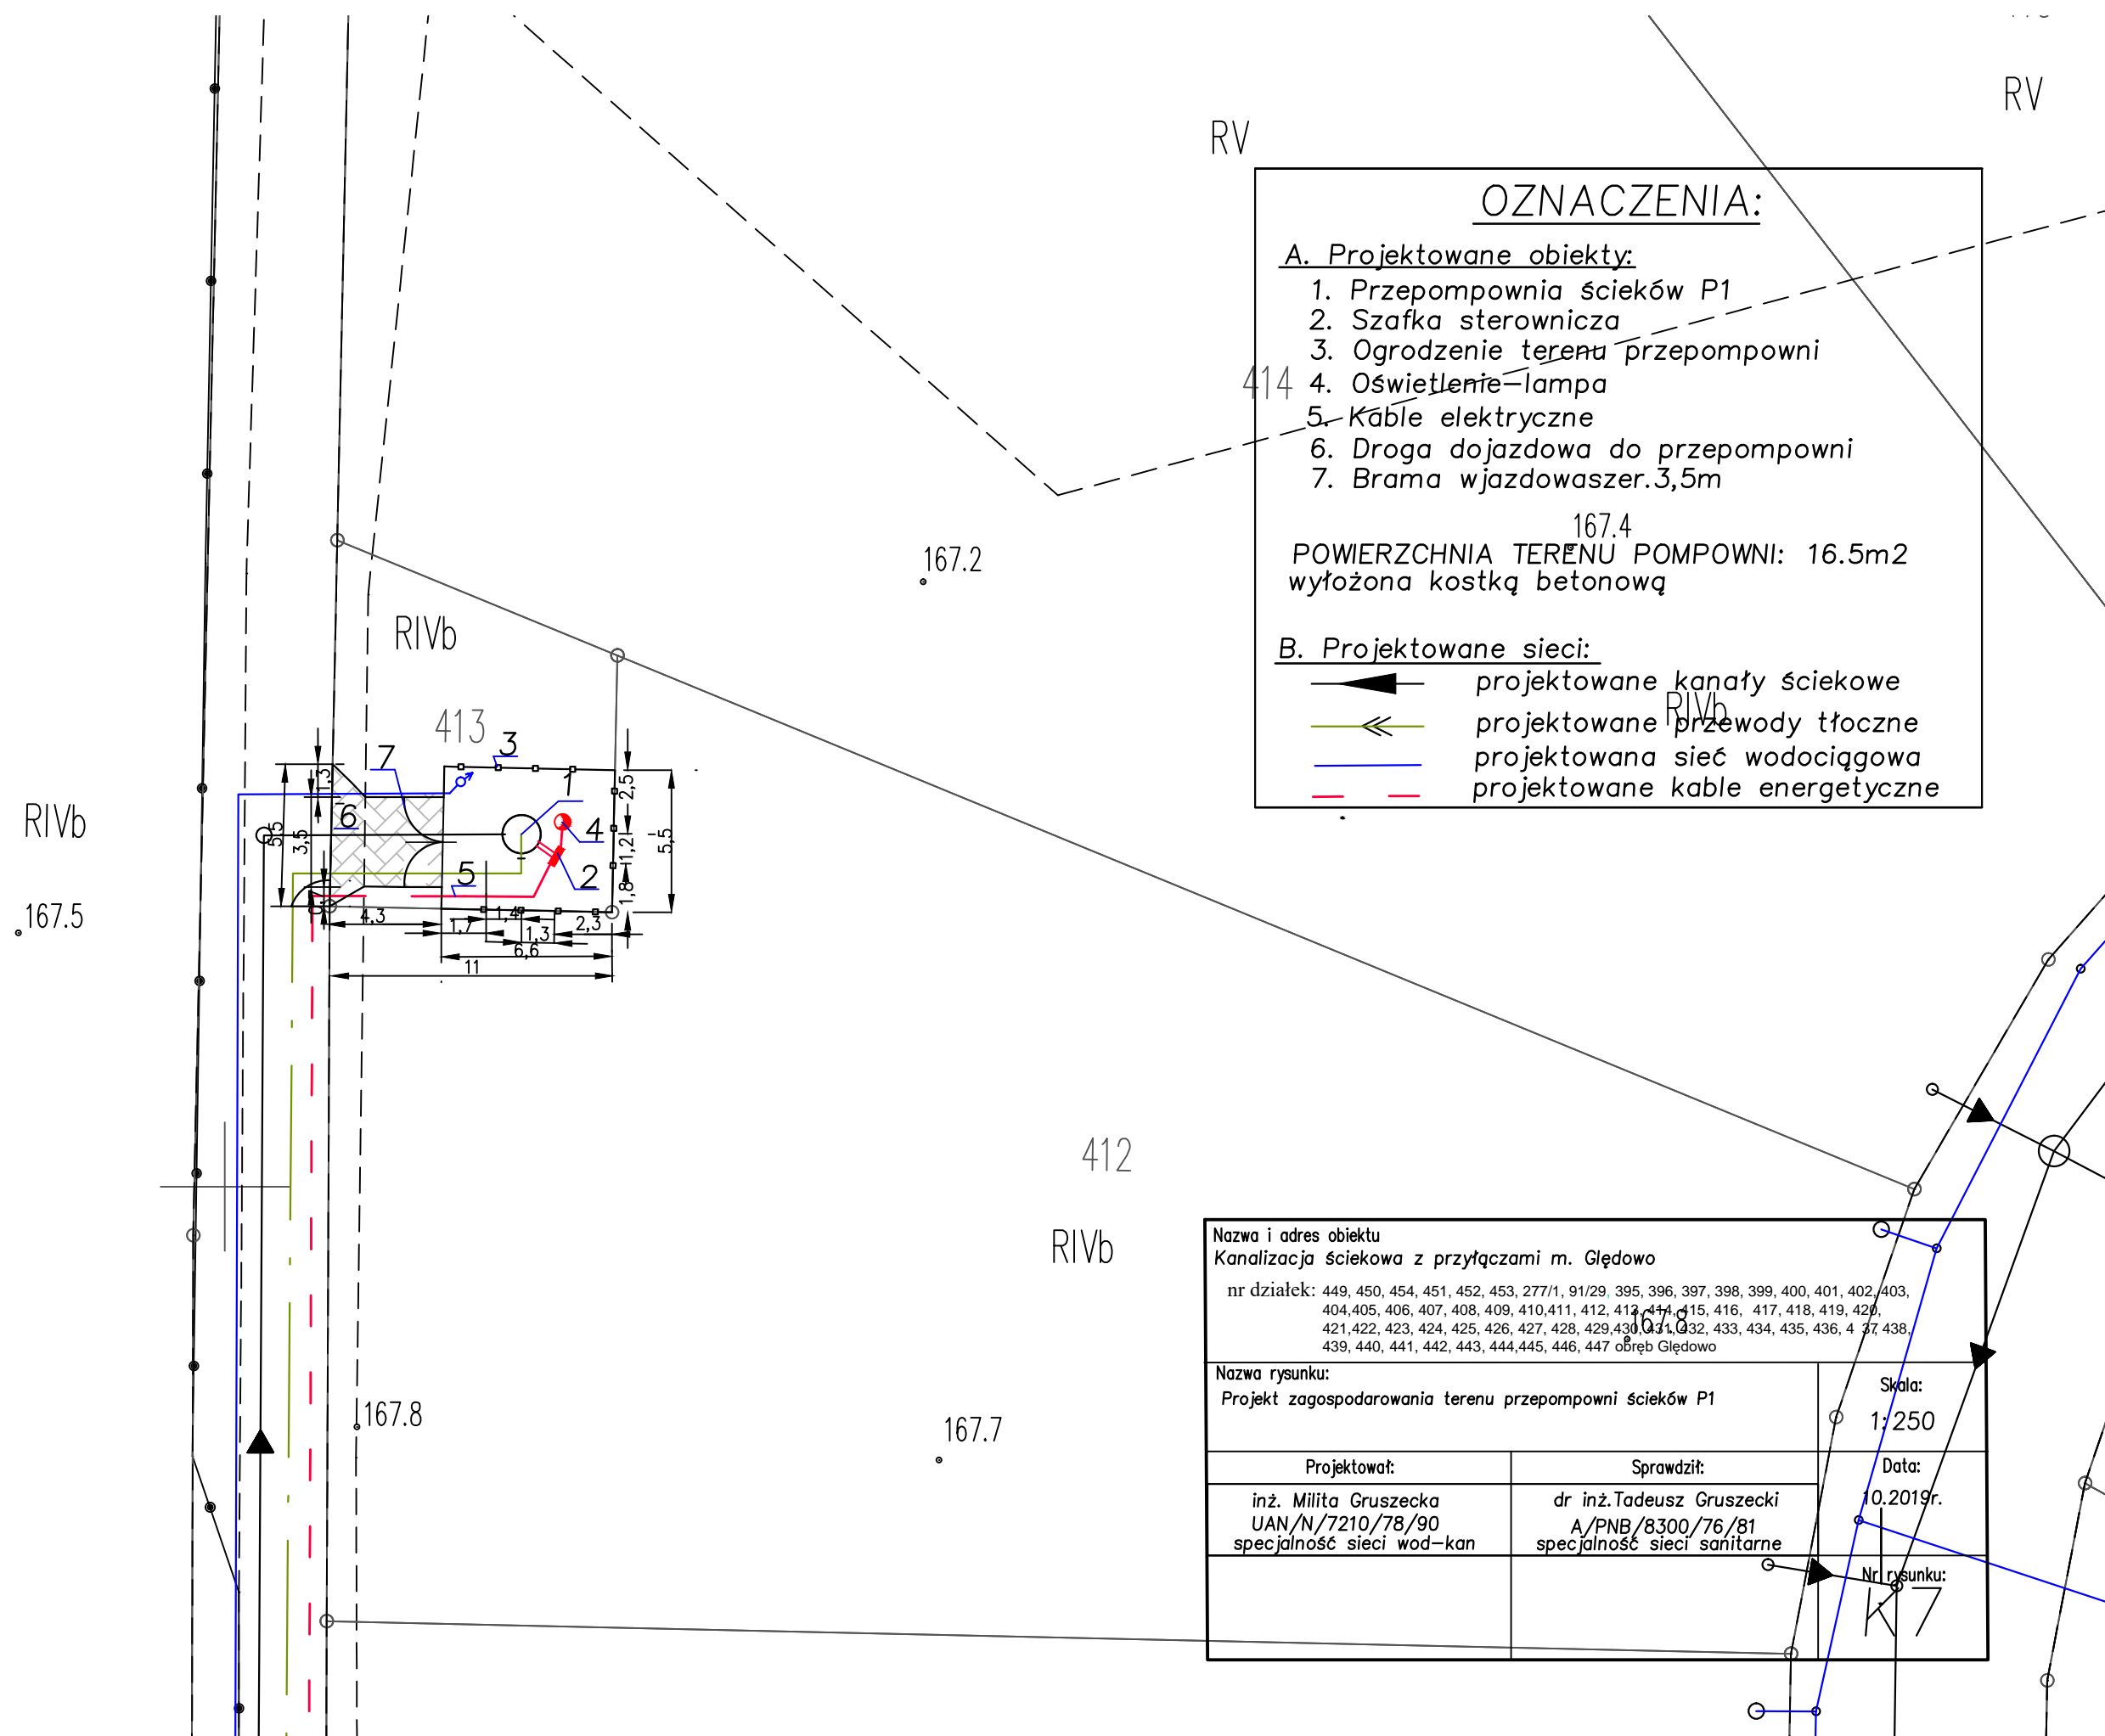 RV
RV
OZNACZENIA:
A. Projektowane obiekty:
1. Przepompownia ścieków P1
2. Szafka sterownicza
3. Ogrodzenie terenu przepompowni
414
4. Oświetlenie-lampa
5. Kable elektryczne
6. Droga dojazdowa do przepompowni
7. Brama wjazdowaszer.3,5m
167.4
POWIERZCHNIA TERENU POMPOWNI: 16.5m2
wyłożona kostką betonową
B. Projektowane sieci:
projektowane kanały ściekowe
RIVb
projektowane przewody tłoczne
projektowana sieć wodociągowa
projektowane kable energetyczne
167.2
RIVb
413
7
3
1
1,3
2,5
RIVb
6
5,5
3,5
4
1,2
5,5
5
2
1,8
167.5
4.3
1,7
1,4
1,3
2,3
6,6
11
412
RIVb
167.8
167.7
Nazwa i adres obiektu
Kanalizacja ściekowa z przyłączami m. Ględowo
nr działek: 449, 450, 454, 451, 452, 453, 277/1, 91/29, 395, 396, 397, 398, 399, 400, 401, 402, 403,
404,405, 406, 407, 408, 409, 410,411, 412, 413, 414, 415, 416, 417, 418, 419, 420,
421,422, 423, 424, 425, 426, 427, 428, 429,430, 431, 432, 433, 434, 435, 436, 4 37, 438,
439, 440, 441, 442, 443, 444,445, 446, 447 obręb Ględowo
167.8
Nazwa rysunku:
Projekt zagospodarowania terenu przepompowni ścieków P1
Skala:
1:250
Projektował:
Sprawdził:
Data:
inż. Milita Gruszecka
UAN/N/7210/78/90
specjalność sieci wod-kan
dr inż.Tadeusz Gruszecki
A/PNB/8300/76/81
specjalność sieci sanitarne
10.2019r.
Nr rysunku:
K 7